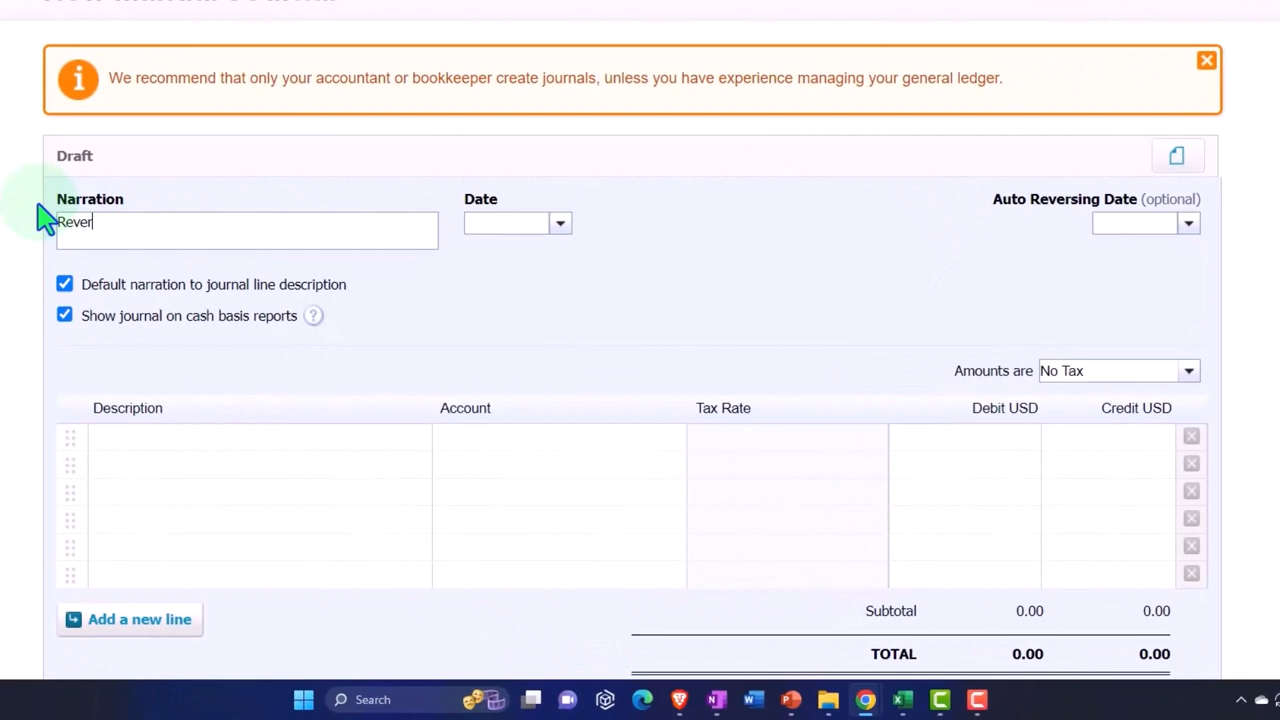 We recommend that only your accountant or bookkeeper create journals, unless you have experience managing your general ledger.
Draft
Narration Date Auto Reversing Date (optional)
Rever
Default narration to journal line description
Show journal on cash basis reports ?
Amounts are No Tax
Description Account Tax Rate Debit USD Credit USD
Add a new line
Subtotal 0.00 0.00
TOTAL 0.00 0.00
Search